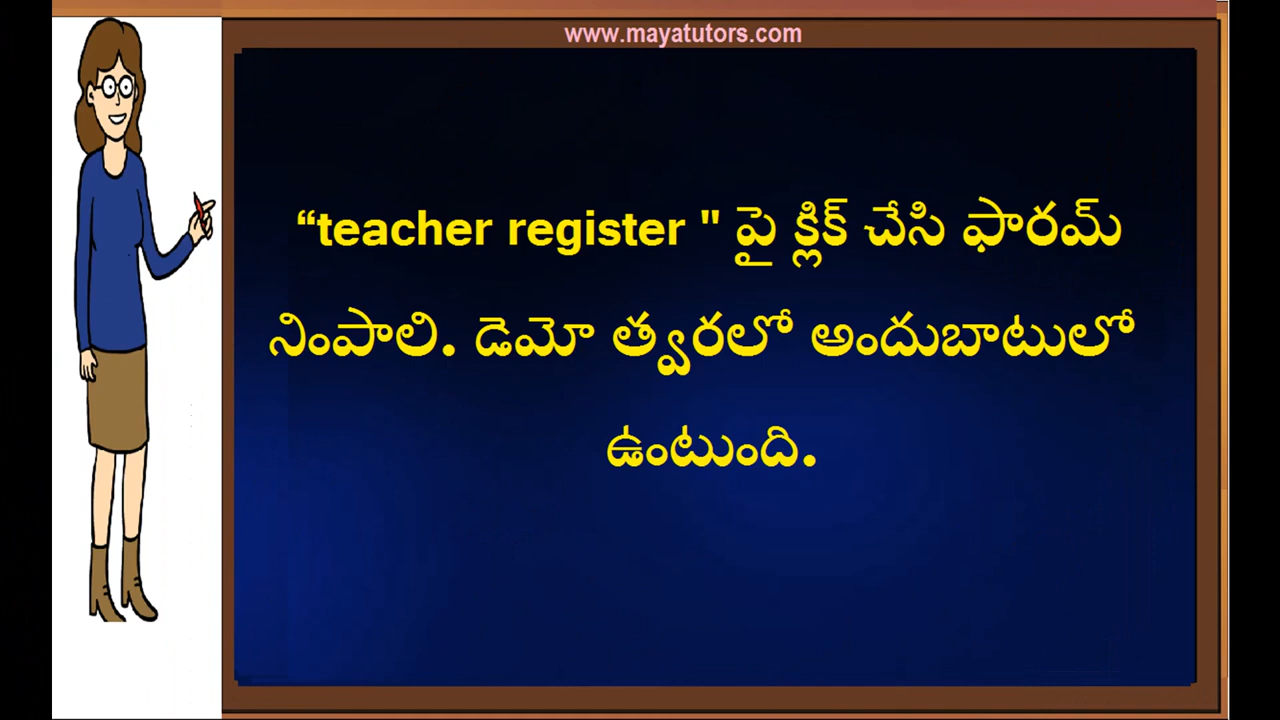 www.mayatutors.com
“teacher register " పై క్లిక్ చేసి ఫారమ్
నింపాలి. డెమో త్వరలో అందుబాటులో
ఉంటుంది.